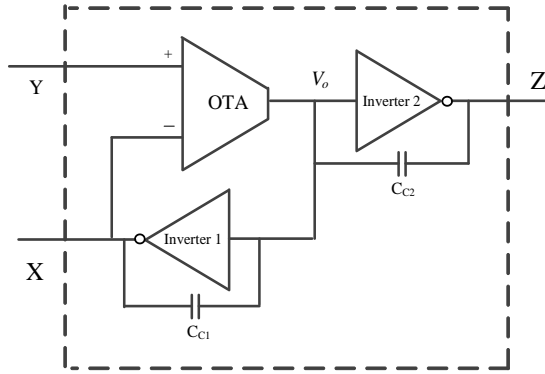 +
Y
OTA
V_o
Inverter 2
Z
−
C_C2
Inverter 1
X
C_C1